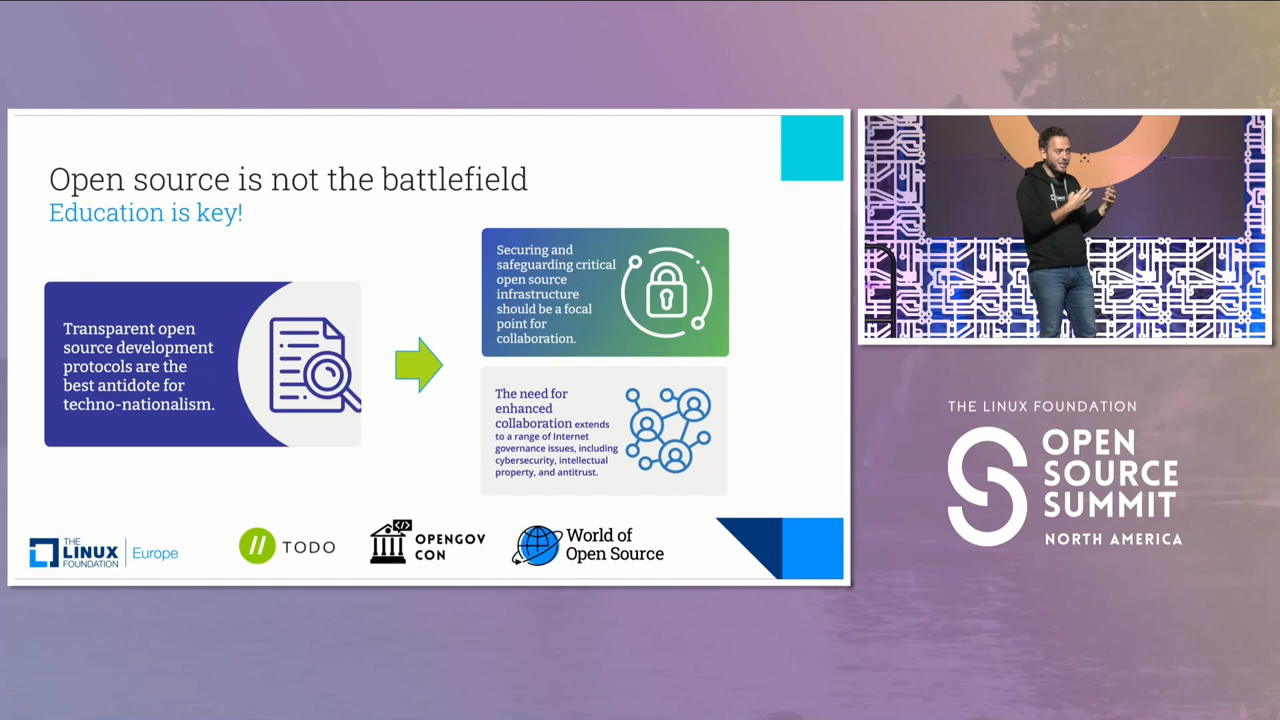 Open source is not the battlefield
Education is key!
Transparent open
source development
protocols are the
best antidote for
techno-nationalism.
Securing and
safeguarding critical
open source
infrastructure
should be a focal
point for
collaboration.
The need for
enhanced
collaboration extends
to a range of Internet
governance issues, including
cybersecurity, intellectual
property, and antitrust.
THE
LINUX
FOUNDATION
Europe
TODO
OPENGOV
CON
World of
Open Source
THE LINUX FOUNDATION
OPEN
SOURCE
SUMMIT
NORTH AMERICA